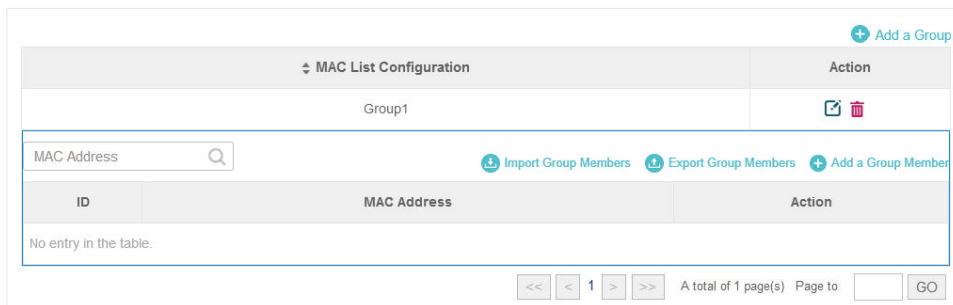 Add a Group
MAC List Configuration Action
Group1
MAC Address Import Group Members Export Group Members Add a Group Member
ID MAC Address Action
No entry in the table.
<< < 1 > >> A total of 1 page(s) Page to GO